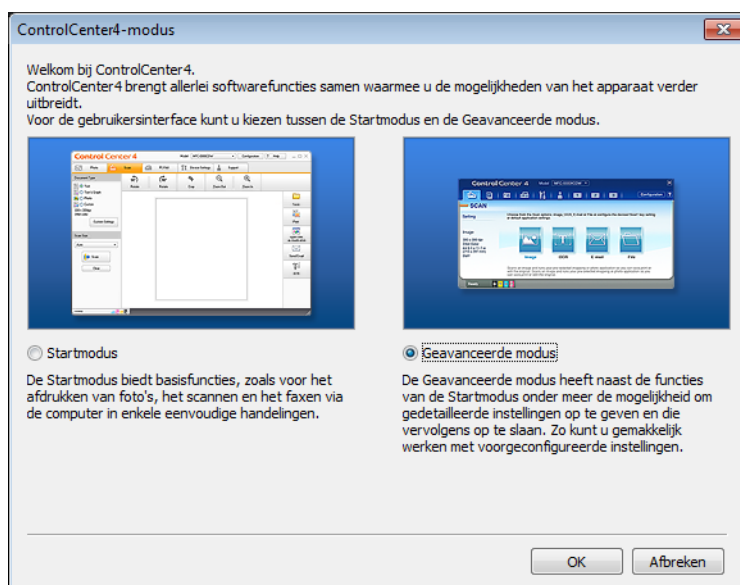 ControlCenter4-modus
Welkom bij ControlCenter4.
ControlCenter4 brengt allerlei softwarefuncties samen waarmee u de mogelijkheden van het apparaat verder
uitbreidt.
Voor de gebruikersinterface kunt u kiezen tussen de Startmodus en de Geavanceerde modus.
Control Center 4
Control Center 4
SCAN
Image
OCR
E-mail
File
Startmodus
De Startmodus biedt basisfuncties, zoals voor het
afdrukken van foto's, het scannen en het faxen via
de computer in enkele eenvoudige handelingen.
Geavanceerde modus
De Geavanceerde modus heeft naast de functies
van de Startmodus onder meer de mogelijkheid om
gedetailleerde instellingen op te geven en die
vervolgens op te slaan. Zo kunt u gemakkelijk
werken met voorgeconfigureerde instellingen.
OK
Afbreken